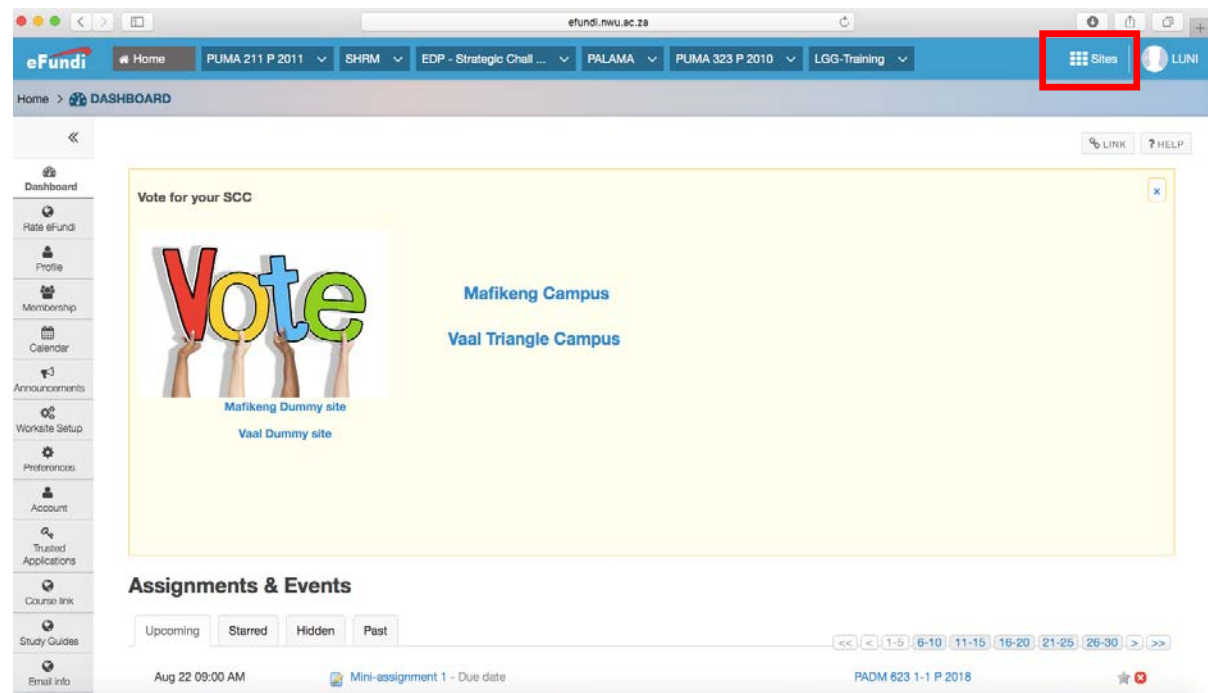 efundi.nwu.ac.za
eFundi Home PUMA 211 P 2011 SHRM EDP - Strategic Chall ... PALAMA PUMA 323 P 2010 LGG-Training Sites LUNI
Home > DASHBOARD
«
LINK ? HELP
Dashboard
Rate eFundi
Profile
Membership
Calendar
Announcements
Worksite Setup
Preferences
Account
Trusted
Applications
Course link
Study Guides
Email info
Vote for your SCC
x
Vote
Mafikeng Campus
Vaal Triangle Campus
Mafikeng Dummy site
Vaal Dummy site
Assignments & Events
Upcoming Starred Hidden Past
<< < 1-5 6-10 11-15 16-20 21-25 26-30 > >>
Aug 22 09:00 AM Mini-assignment 1 - Due date PADM 623 1-1 P 2018